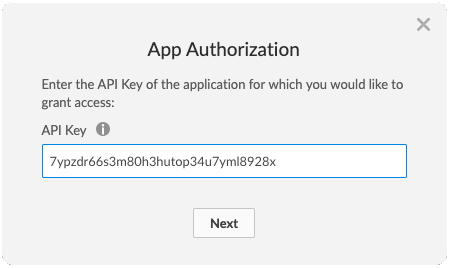 App Authorization
Enter the API Key of the application for which you would like to
grant access:
API Key
7ypzdr66s3m80h3hutop34u7yml8928x
Next